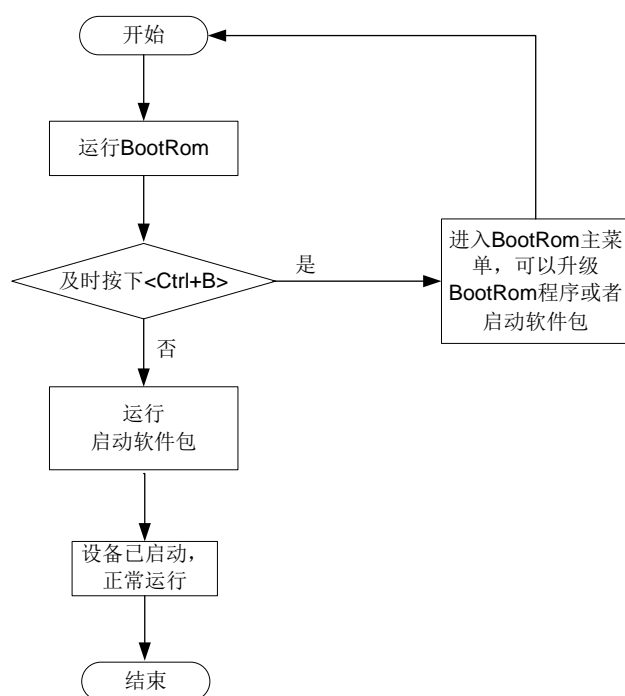 开始
运行BootRom
及时按下<Ctrl+B>
是
进入BootRom主菜
单，可以升级
BootRom程序或者
启动软件包
否
运行
启动软件包
设备已启动，
正常运行
结束